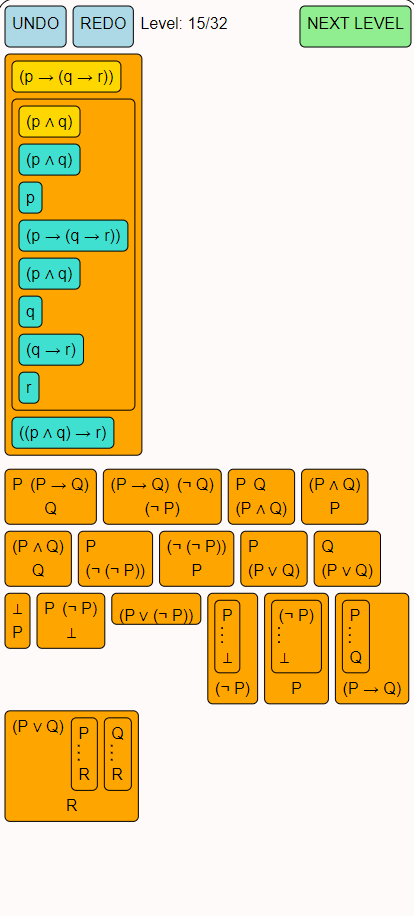 UNDO REDO Level: 15/32 NEXT LEVEL
(p → (q → r))
(p ∧ q)
(p ∧ q)
p
(p → (q → r))
(p ∧ q)
q
(q → r)
r
((p ∧ q) → r)
P (P → Q) (P → Q) (¬ Q) P Q (P ∧ Q)
Q (¬ P) (P ∧ Q) P
(P ∧ Q) P (¬ (¬ P)) P Q
Q (¬ (¬ P)) P (P ∨ Q) (P ∨ Q)
⊥ P (¬ P) (P ∨ (¬ P)) P (¬ P) P
P ⊥ ⋮ ⋮ ⋮
⊥ ⊥ Q
(¬ P) P (P → Q)
(P ∨ Q) P Q
⋮ ⋮
R R
R